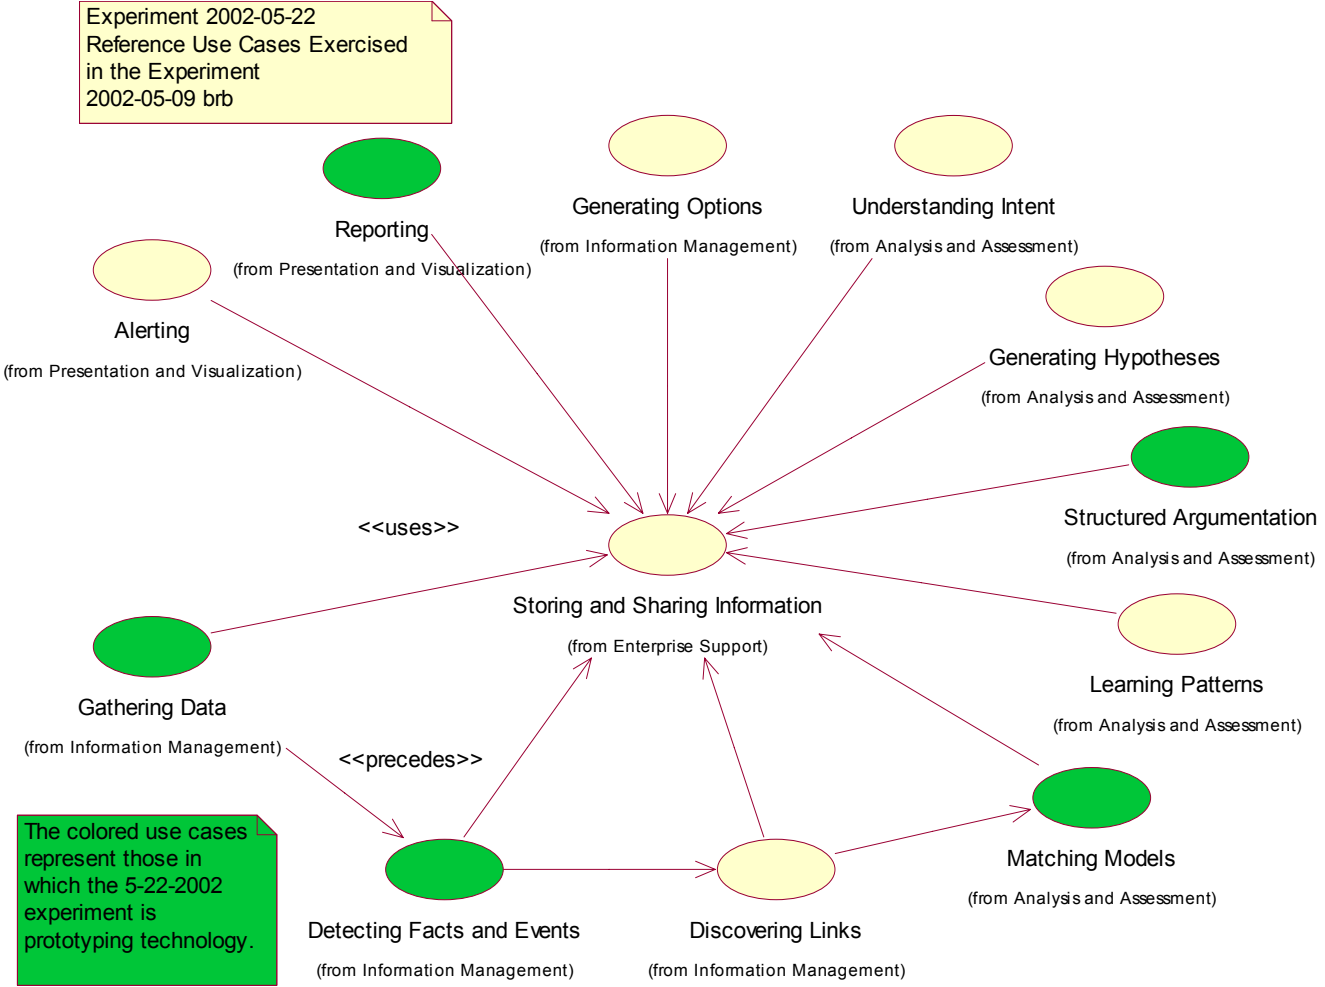 Experiment 2002-05-22
Reference Use Cases Exercised
in the Experiment
2002-05-09 brb
Reporting
(from Presentation and Visualization)
Generating Options
(from Information Management)
Understanding Intent
(from Analysis and Assessment)
Alerting
(from Presentation and Visualization)
Generating Hypotheses
(from Analysis and Assessment)
Structured Argumentation
(from Analysis and Assessment)
<<uses>>
Storing and Sharing Information
(from Enterprise Support)
Learning Patterns
(from Analysis and Assessment)
Gathering Data
(from Information Management)
<<precedes>>
The colored use cases
represent those in
which the 5-22-2002
experiment is
prototyping technology.
Matching Models
(from Analysis and Assessment)
Detecting Facts and Events
(from Information Management)
Discovering Links
(from Information Management)